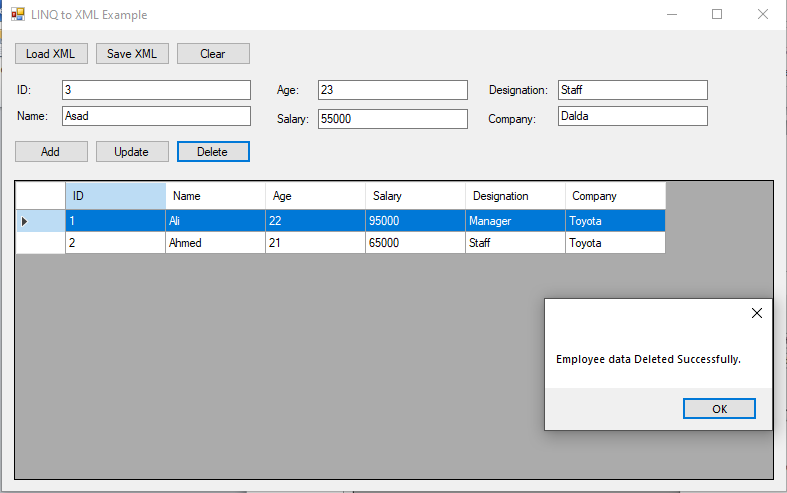 LINQ to XML Example
Load XML Save XML Clear
ID: 3 Age: 23 Designation: Staff
Name: Asad Salary: 55000 Company: Dalda
Add Update Delete
ID Name Age Salary Designation Company
1 Ali 22 95000 Manager Toyota
2 Ahmed 21 65000 Staff Toyota
Employee data Deleted Successfully.
OK